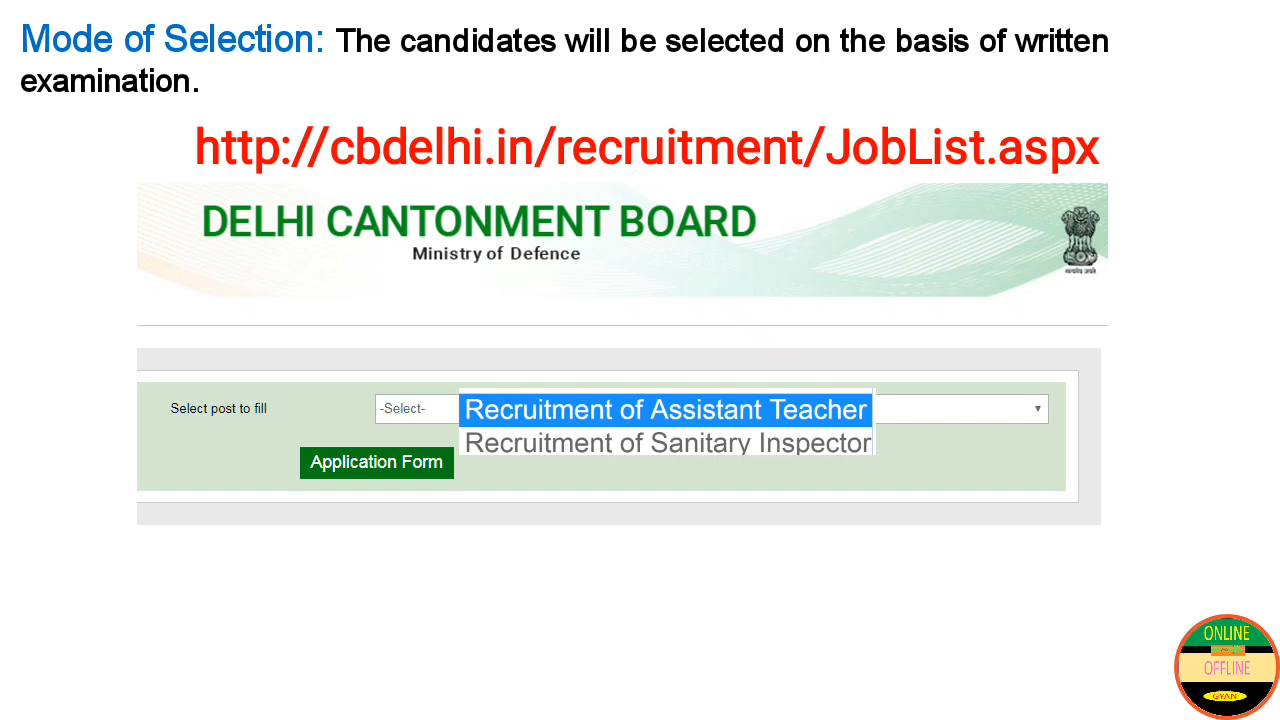 Mode of Selection: The candidates will be selected on the basis of written
examination.
http://cbdelhi.in/recruitment/JobList.aspx
DELHI CANTONMENT BOARD
Ministry of Defence
Select post to fill
-Select-
Recruitment of Assistant Teacher
Recruitment of Sanitary Inspector
Application Form
ONLINE
OFFLINE
GYAN